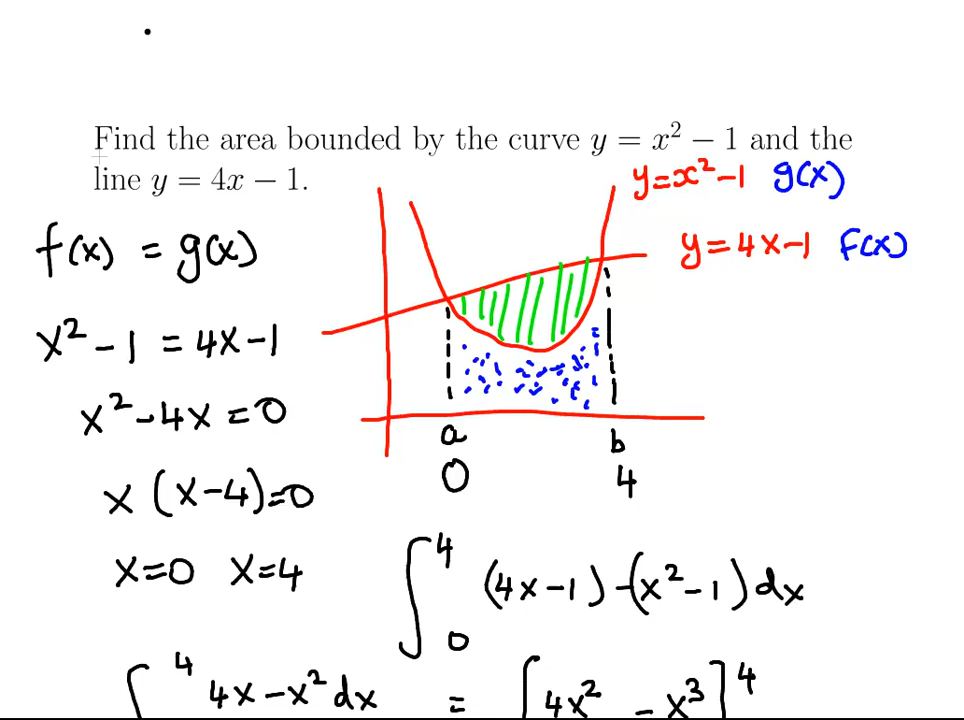 Find the area bounded by the curve y = x² − 1 and the
line y = 4x − 1.
y=x²-1 g(x)
y=4x-1 f(x)
f(x) = g(x)
x²-1 = 4x-1
x²-4x=0
x(x-4)=0
x=0 x=4
a b
0 4
∫₀⁴ (4x-1)-(x²-1)dx
∫⁴ 4x-x²dx = [4x² - x³]⁴